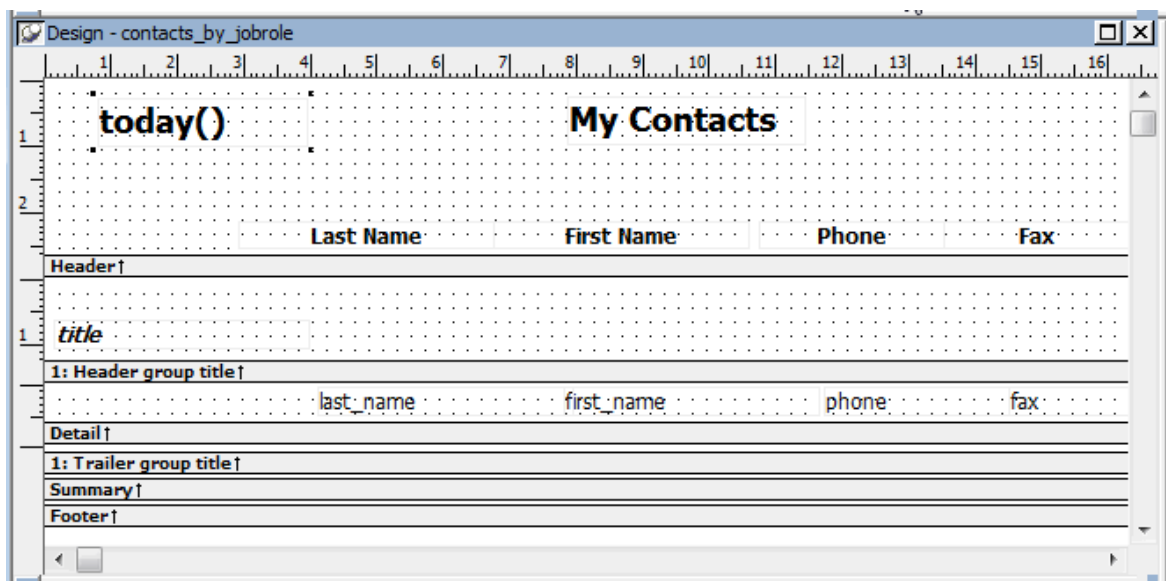 Design - contacts_by_jobrole
1 2 3 4 5 6 7 8 9 10 11 12 13 14 15 16
today() My Contacts
1
2
Last Name First Name Phone Fax
Header↑
title
1
1: Header group title↑
last_name first_name phone fax
Detail↑
1: Trailer group title↑
Summary↑
Footer↑